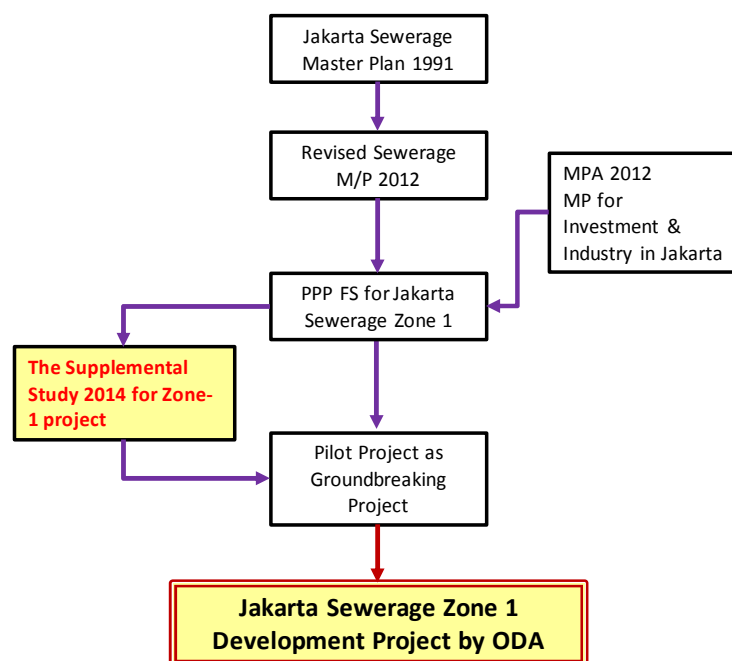 Jakarta Sewerage
Master Plan 1991
Revised Sewerage
M/P 2012
MPA 2012
MP for
Investment &
Industry in Jakarta
PPP FS for Jakarta
Sewerage Zone 1
The Supplemental
Study 2014 for Zone-
1 project
Pilot Project as
Groundbreaking
Project
Jakarta Sewerage Zone 1
Development Project by ODA